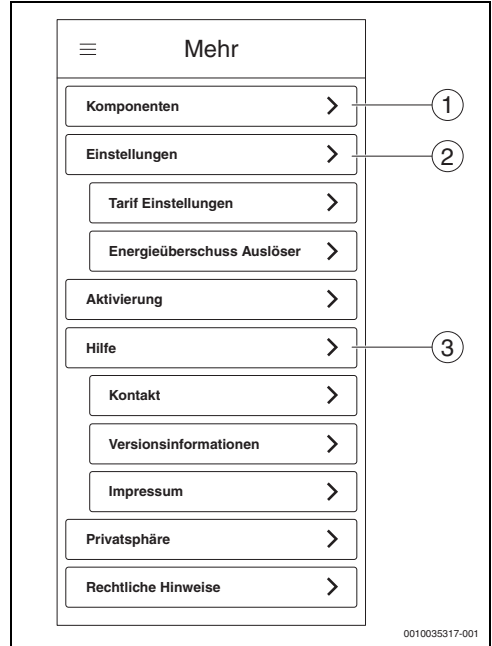 Mehr
Komponenten
1
Einstellungen
2
Tarif Einstellungen
Energieüberschuss Auslöser
Aktivierung
Hilfe
3
Kontakt
Versionsinformationen
Impressum
Privatsphäre
Rechtliche Hinweise
0010035317-001